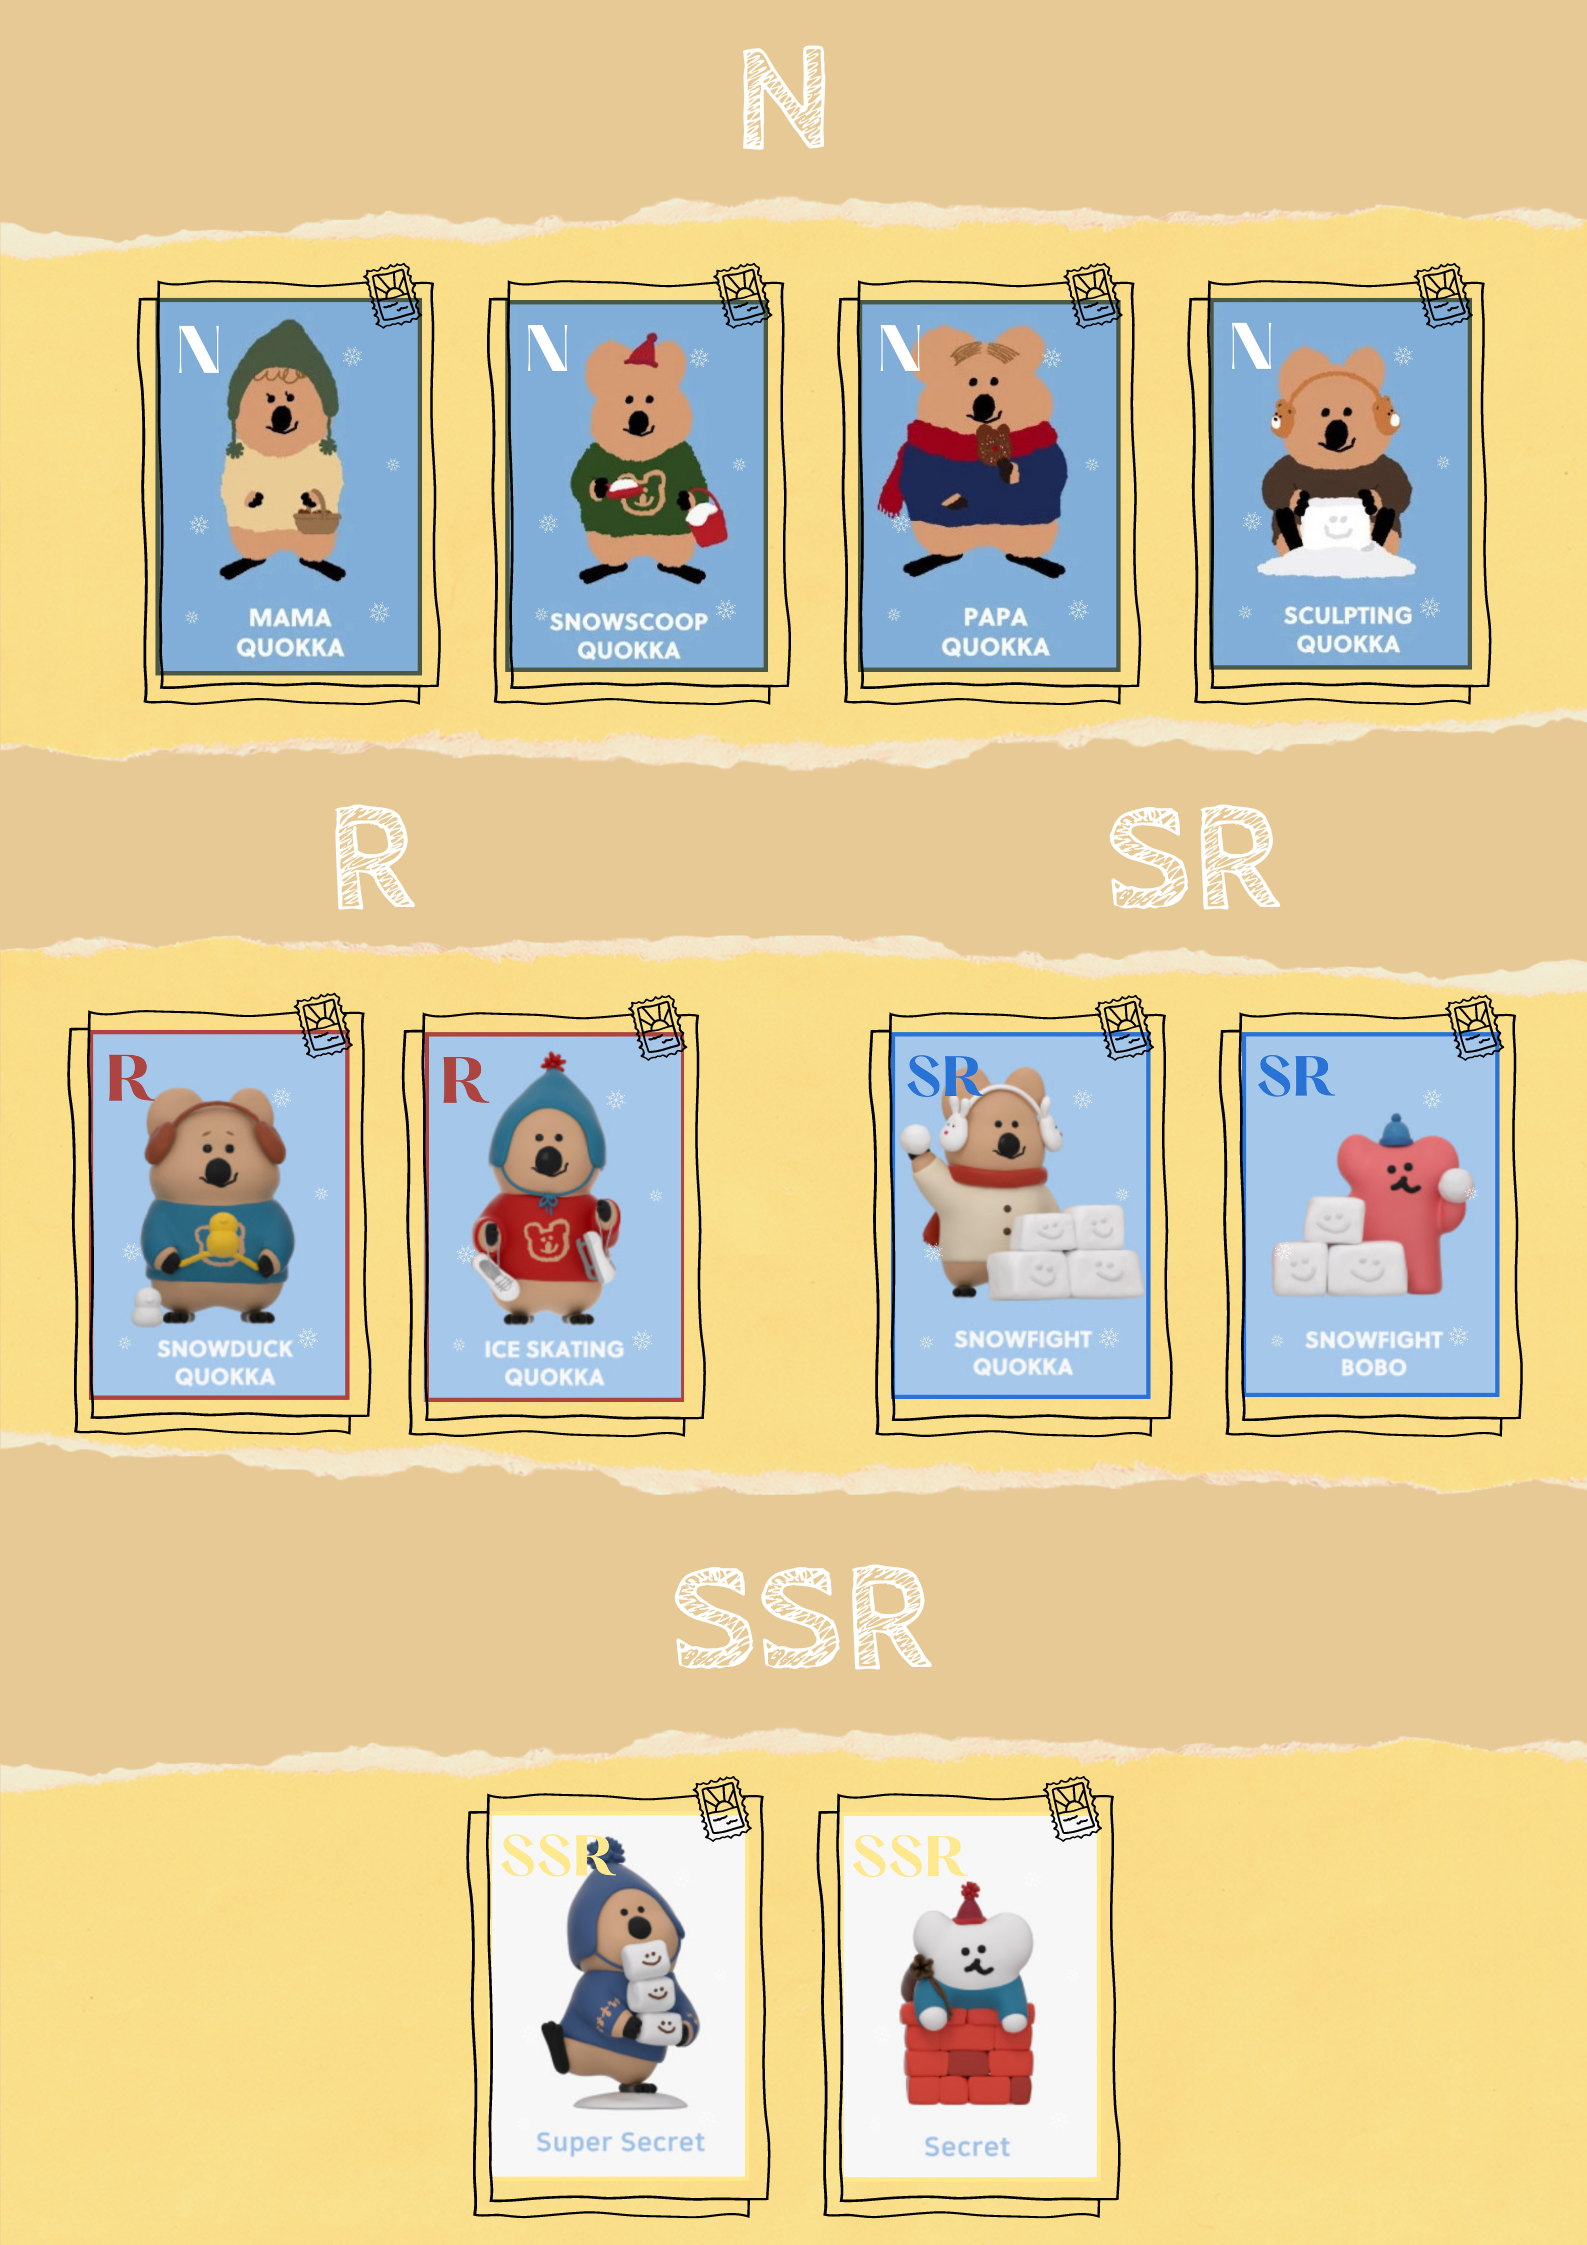 N
N
MAMA
QUOKKA
N
SNOWSCOOP
QUOKKA
N
PAPA
QUOKKA
N
SCULPTING
QUOKKA
R
SR
R
SNOWDUCK
QUOKKA
R
ICE SKATING
QUOKKA
SR
SNOWFIGHT
QUOKKA
SR
SNOWFIGHT
BOBO
SSR
SSR
Super Secret
SSR
Secret